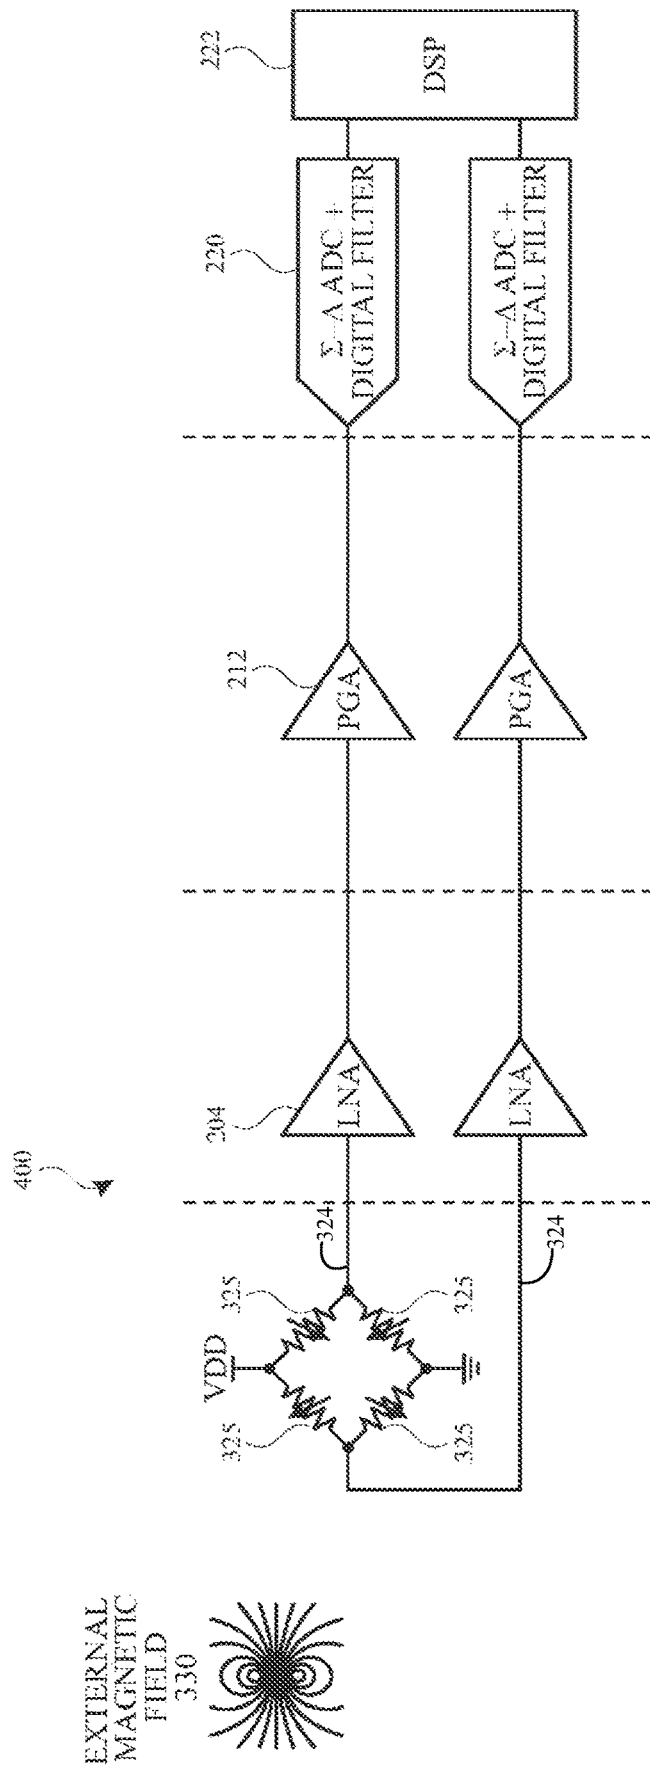 400
EXTERNAL
MAGNETIC
FIELD
330
VDD
325
325
325
325
324
324
204
LNA
LNA
212
PGA
PGA
220
Σ-Δ ADC +
DIGITAL FILTER
Σ-Δ ADC +
DIGITAL FILTER
222
DSP